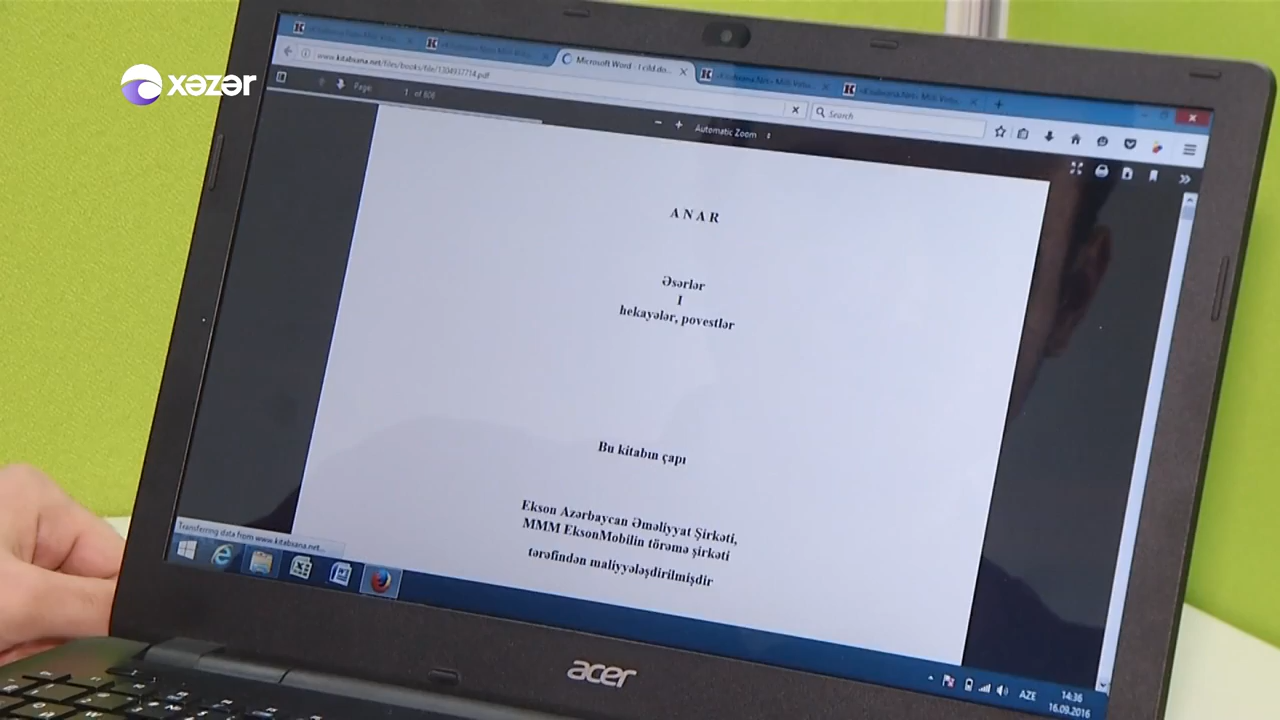 xəzər
Microsoft Word - I cild.do...
www.kitabxana.net/files/books/file/1304937714.pdf
Search
Page:
1 of 608
Automatic Zoom
A N A R
Əsərlər
I
hekayələr, povestlər
Bu kitabın çapı
Ekson Azərbaycan Əməliyyat Şirkəti,
MMM EksonMobilin törəmə şirkəti
tərəfindən maliyyələşdirilmişdir
Transferring data from www.kitabxana.net...
AZE
14:36
16.09.2016
acer